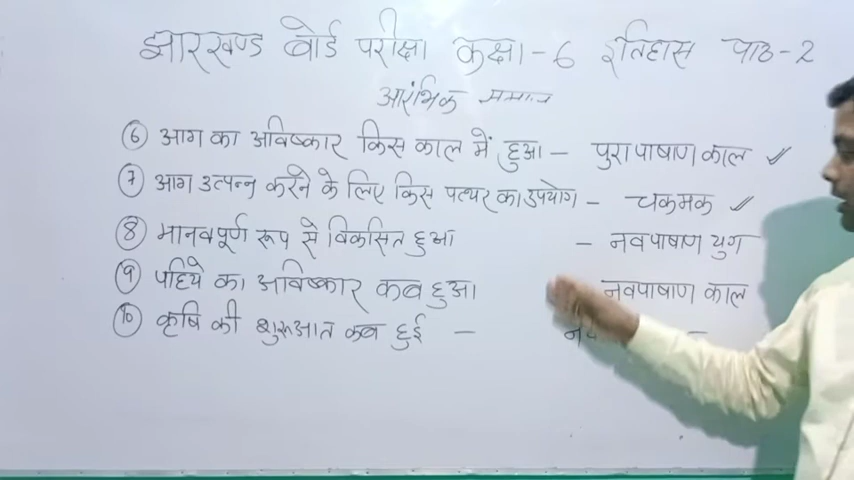 झारखण्ड बोर्ड परीक्षा कक्षा - 6 इतिहास पाठ - 2
आरंभिक समाज
⑥ आग का अविष्कार किस काल में हुआ - पुरापाषाण काल ✓
⑦ आग उत्पन्न करने के लिए किस पत्थर का उपयोग - चकमक ✓
⑧ मानव पूर्ण रूप से विकसित हुआ - नवपाषाण युग
⑨ पहिये का अविष्कार कब हुआ नवपाषाण काल
⑩ कृषि की शुरूआत कब हुई -